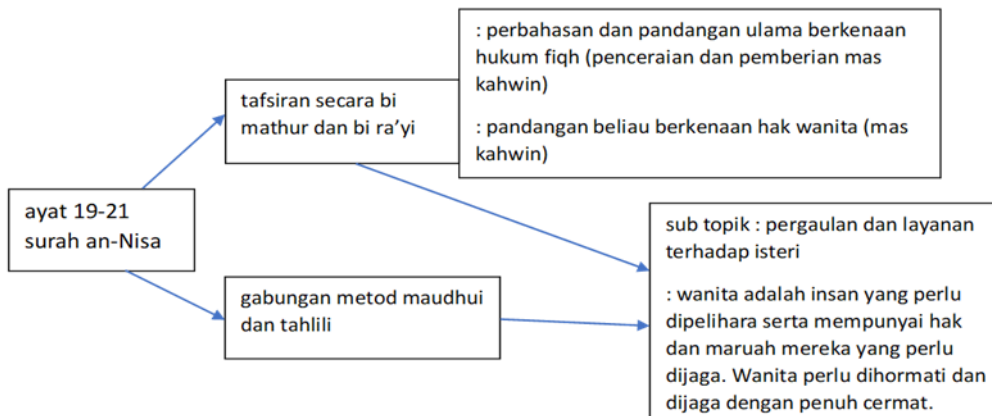 : perbahasan dan pandangan ulama berkenaan
hukum fiqh (penceraian dan pemberian mas
kahwin)
: pandangan beliau berkenaan hak wanita (mas
kahwin)
tafsiran secara bi
mathur dan bi ra’yi
ayat 19-21
surah an-Nisa
gabungan metod maudhui
dan tahlili
sub topik : pergaulan dan layanan
terhadap isteri
: wanita adalah insan yang perlu
dipelihara serta mempunyai hak
dan maruah mereka yang perlu
dijaga. Wanita perlu dihormati dan
dijaga dengan penuh cermat.